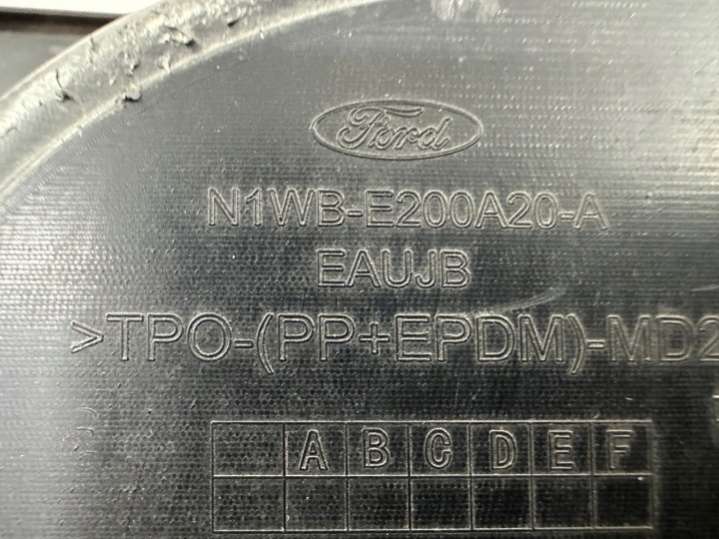 Ford
N1WB-E200A20-A
EAUJB
>TPO-(PP+EPDM)-MD2
A B C D E F